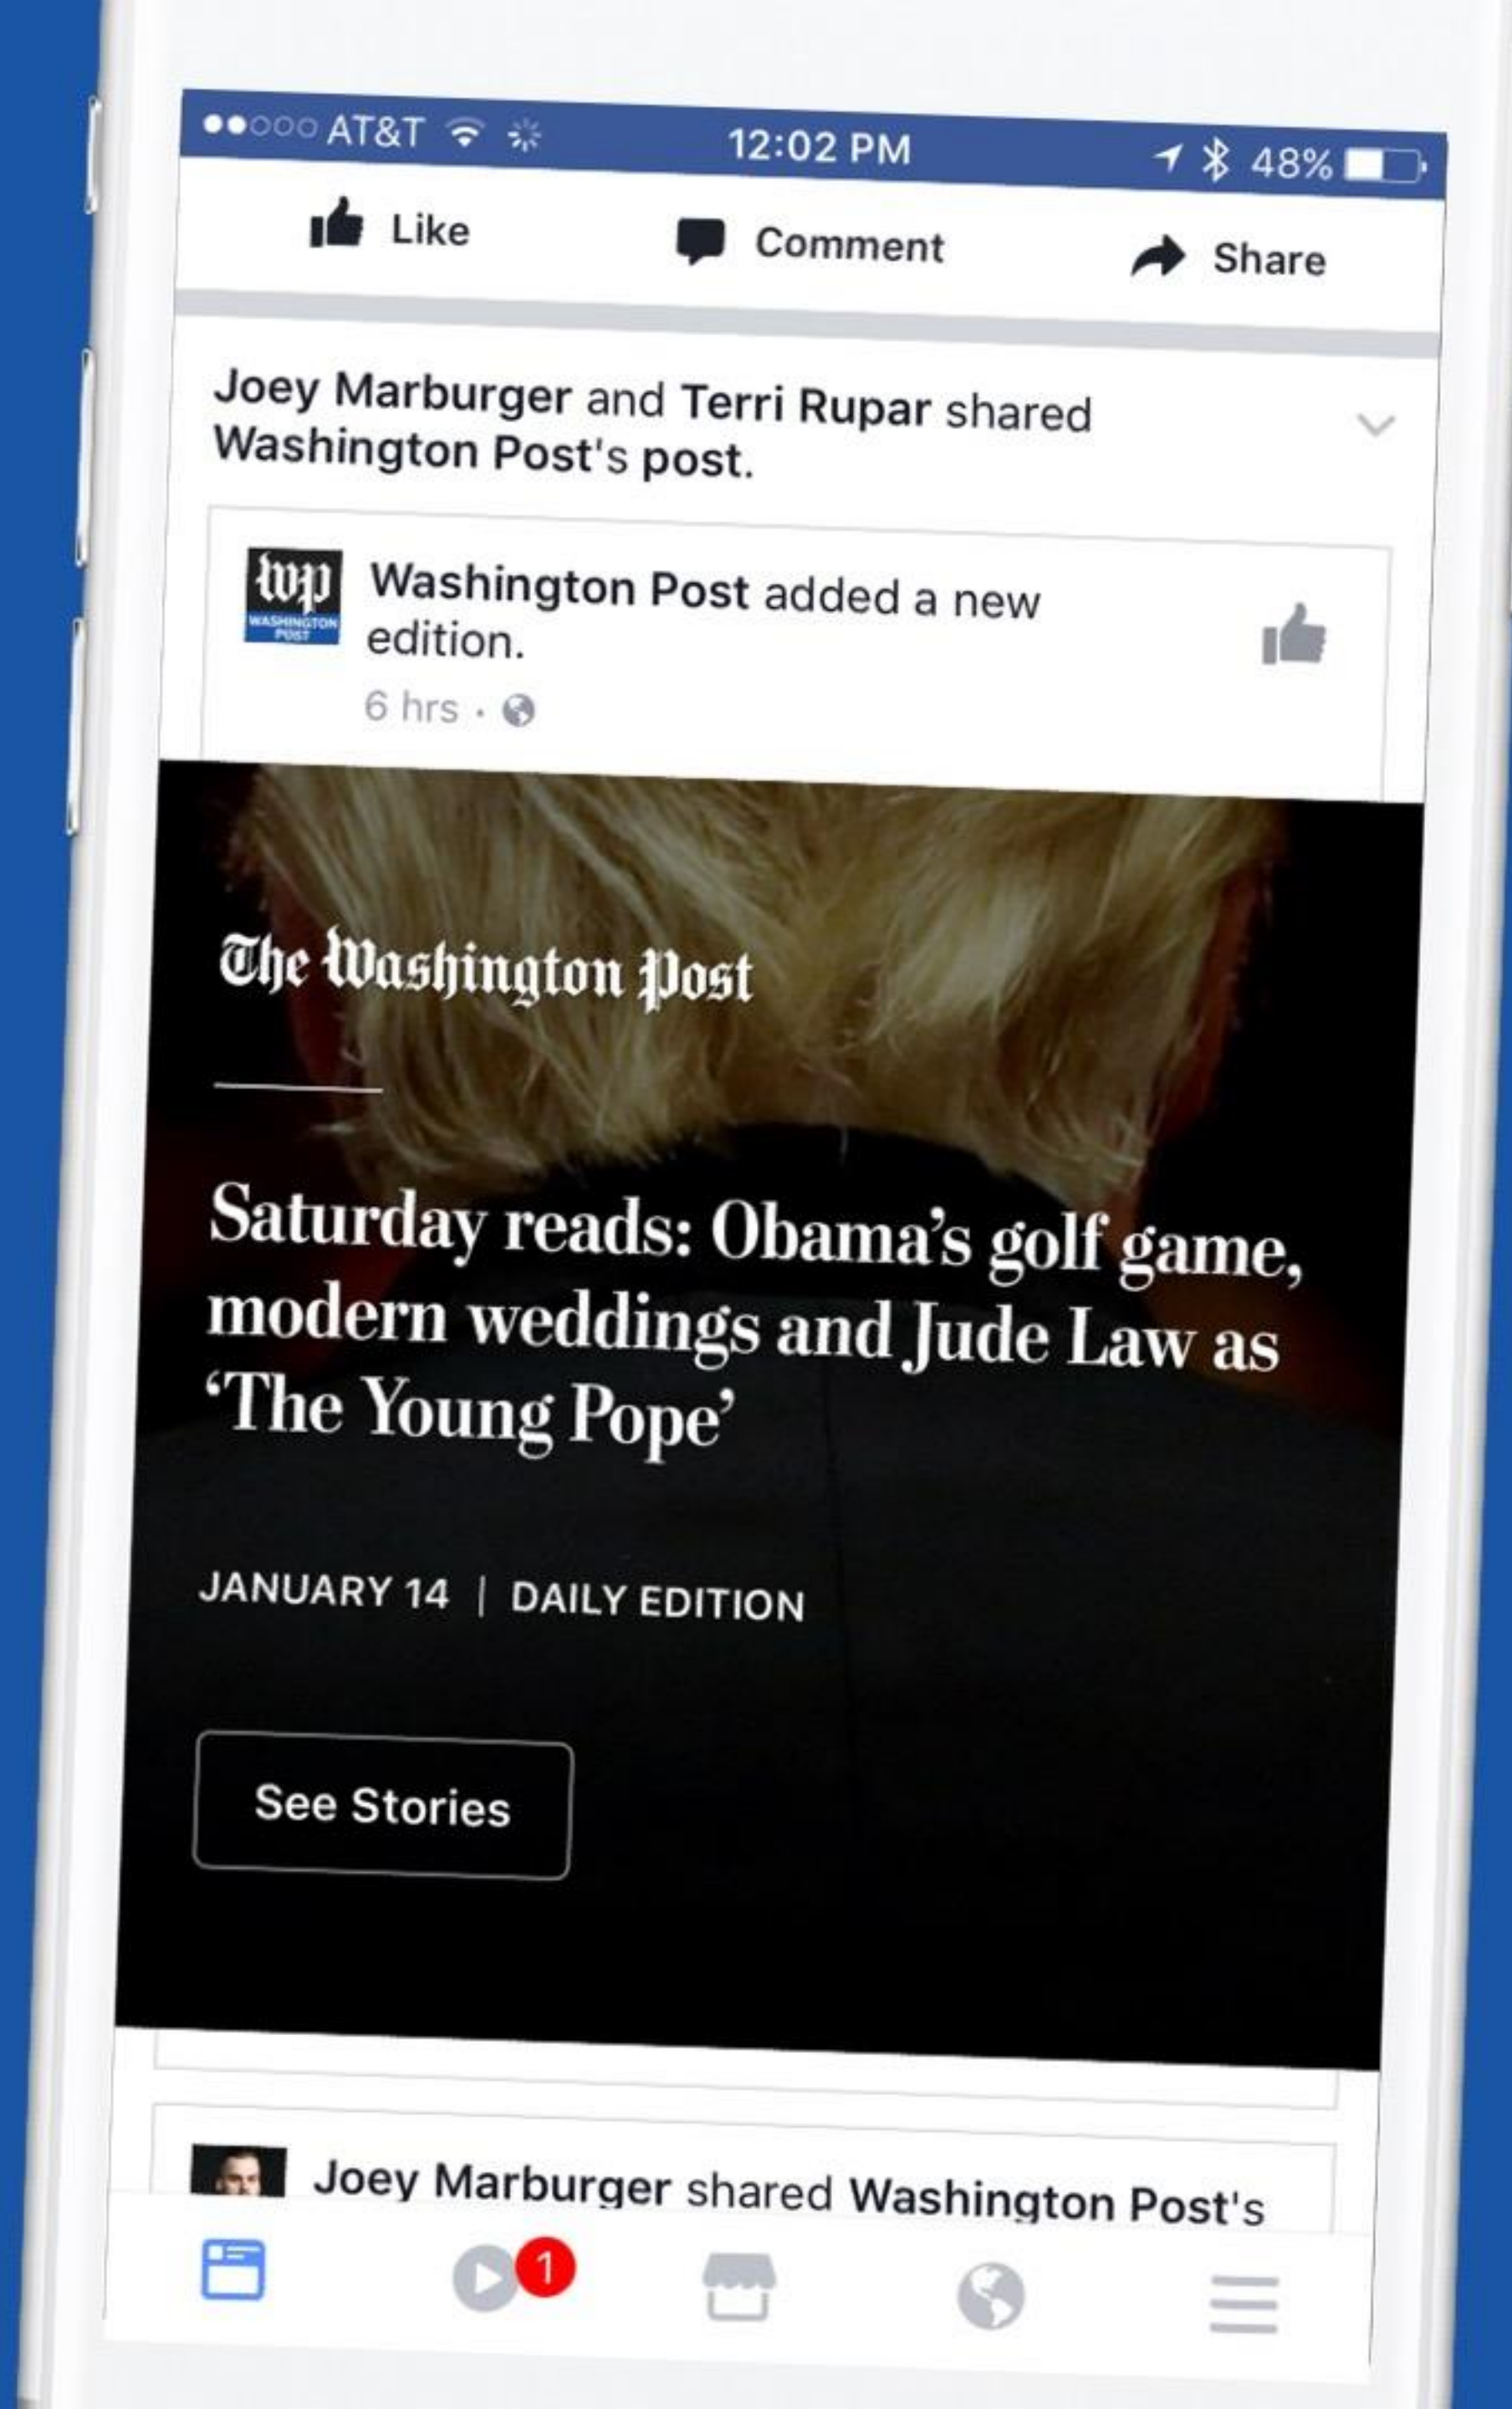 AT&T 12:02 PM 48%
Like Comment Share
Joey Marburger and Terri Rupar shared
Washington Post's post.
wp
WASHINGTON
POST
Washington Post added a new
edition.
6 hrs ·
The Washington Post
Saturday reads: Obama’s golf game,
modern weddings and Jude Law as
‘The Young Pope’
JANUARY 14 | DAILY EDITION
See Stories
Joey Marburger shared Washington Post's
1